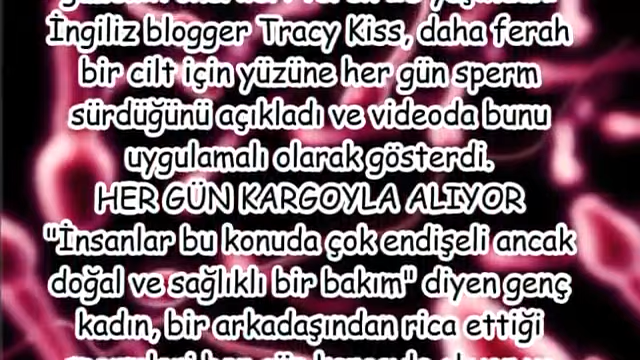 İngiliz blogger Tracy Kiss, daha ferah
bir cilt için yüzüne her gün sperm
sürdüğünü açıkladı ve videoda bunu
uygulamalı olarak gösterdi.
HER GÜN KARGOYLA ALIYOR
"İnsanlar bu konuda çok endişeli ancak
doğal ve sağlıklı bir bakım" diyen genç
kadın, bir arkadaşından rica ettiği